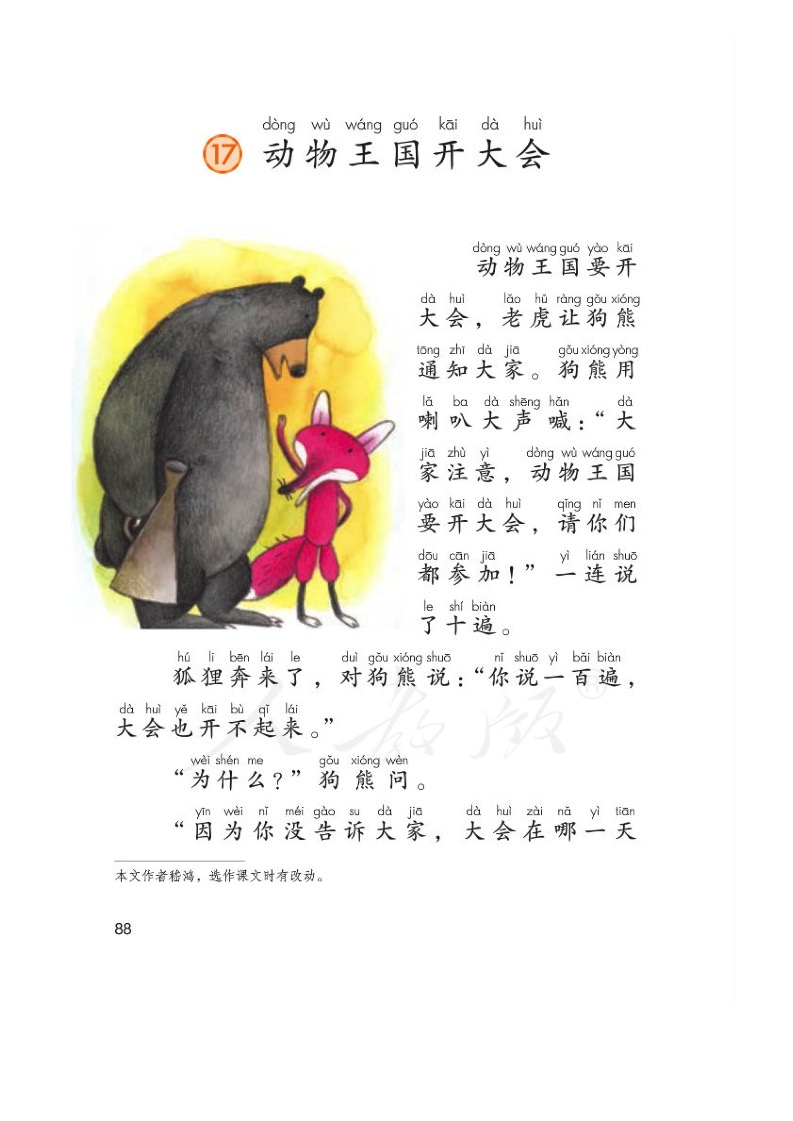 dòng wù wáng guó kāi dà huì
17 动物王国开大会
dòng wù wáng guó yào kāi
动物王国要开
dà huì lǎo hǔ ràng gǒu xióng
大会，老虎让狗熊
tōng zhī dà jiā gǒu xióng yòng
通知大家。狗熊用
lǎ ba dà shēng hǎn dà
喇叭大声喊：“大
jiā zhù yì dòng wù wáng guó
家注意，动物王国
yào kāi dà huì qǐng nǐ men
要开大会，请你们
dōu cān jiā yì lián shuō
都参加！”一连说
le shí biàn
了十遍。
hú li bēn lái le duì gǒu xióng shuō nǐ shuō yì bǎi biàn
狐狸奔来了，对狗熊说：“你说一百遍，
dà huì yě kāi bù qǐ lái
大会也开不起来。”
wèi shén me gǒu xióng wèn
“为什么？”狗熊问。
yīn wèi nǐ méi gào su dà jiā dà huì zài nǎ yì tiān
“因为你没告诉大家，大会在哪一天
人教版
本文作者嵇鸿，选作课文时有改动。
88